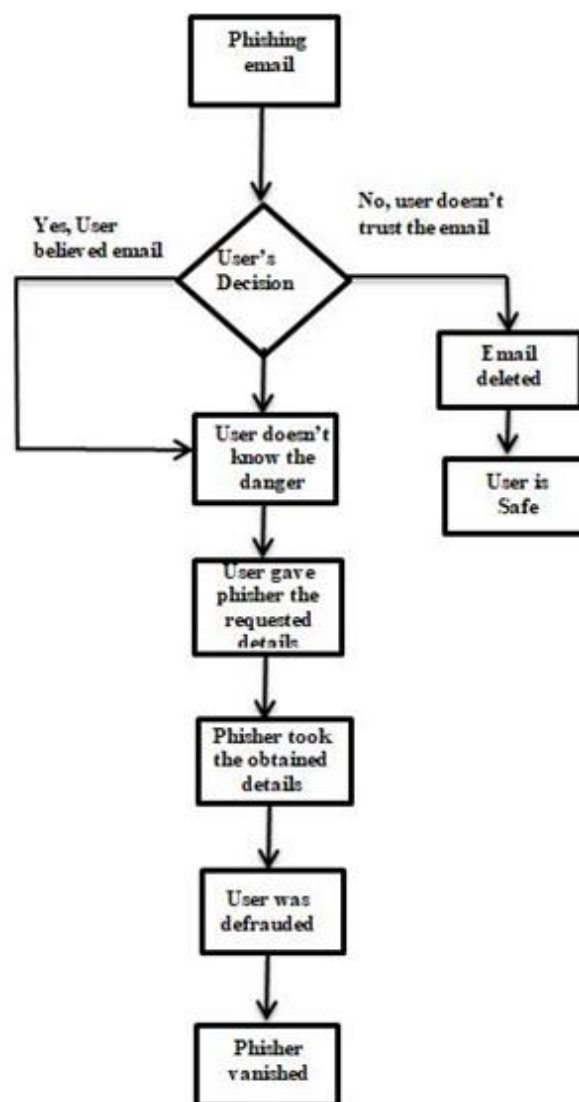 Phishing
email
Yes, User
believed email
No, user doesn't
trust the email
User's
Decision
Email
deleted
User doesn't
know the
danger
User is
Safe
User gave
phisher the
requested
details
Phisher took
the obtained
details
User was
defrauded
Phisher
vanished